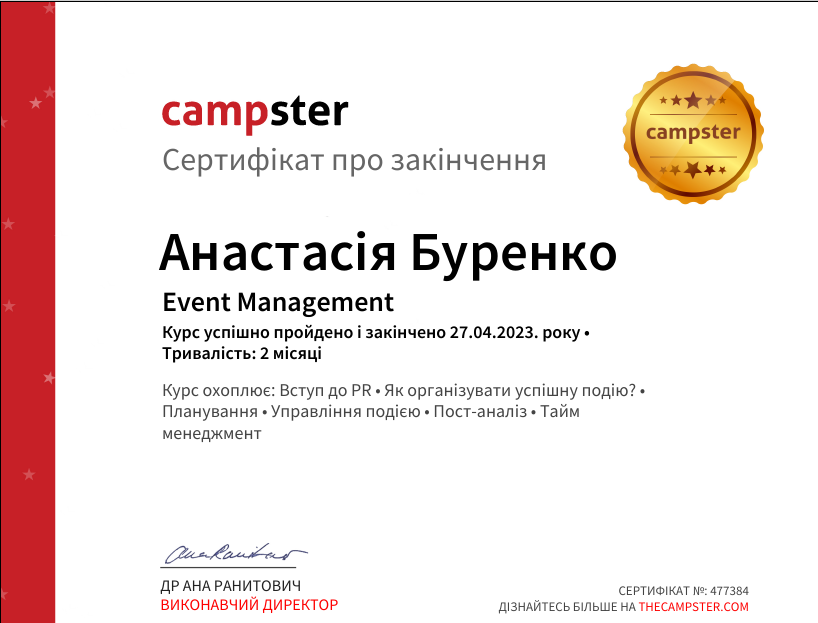 campster
Сертифікат про закінчення
campster
Анастасія Буренко
Event Management
Курс успішно пройдено і закінчено 27.04.2023. року •
Тривалість: 2 місяці
Курс охоплює: Вступ до PR • Як організувати успішну подію? •
Планування • Управління подією • Пост-аналіз • Тайм
менеджмент
ДР АНА РАНИТОВИЧ
ВИКОНАВЧИЙ ДИРЕКТОР
СЕРТИФІКАТ №: 477384
ДІЗНАЙТЕСЬ БІЛЬШЕ НА THECAMPSTER.COM